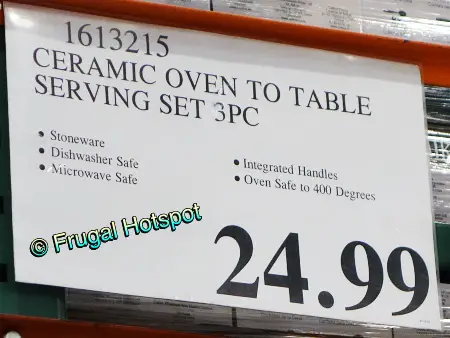 1613215
CERAMIC OVEN TO TABLE
SERVING SET 3PC
• Stoneware
• Dishwasher Safe
• Microwave Safe
• Integrated Handles
• Oven Safe to 400 Degrees
© Frugal Hotspot
24.99